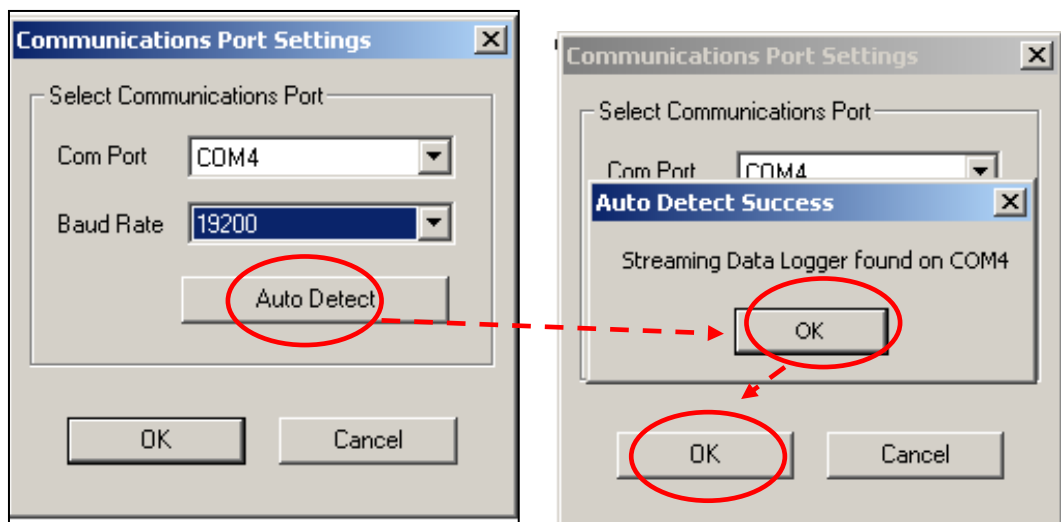 Communications Port Settings
Select Communications Port
Com Port COM4
Baud Rate 19200
Auto Detect
OK Cancel
Communications Port Settings
Select Communications Port
Com Port COM4
Auto Detect Success
Streaming Data Logger found on COM4
OK
OK Cancel